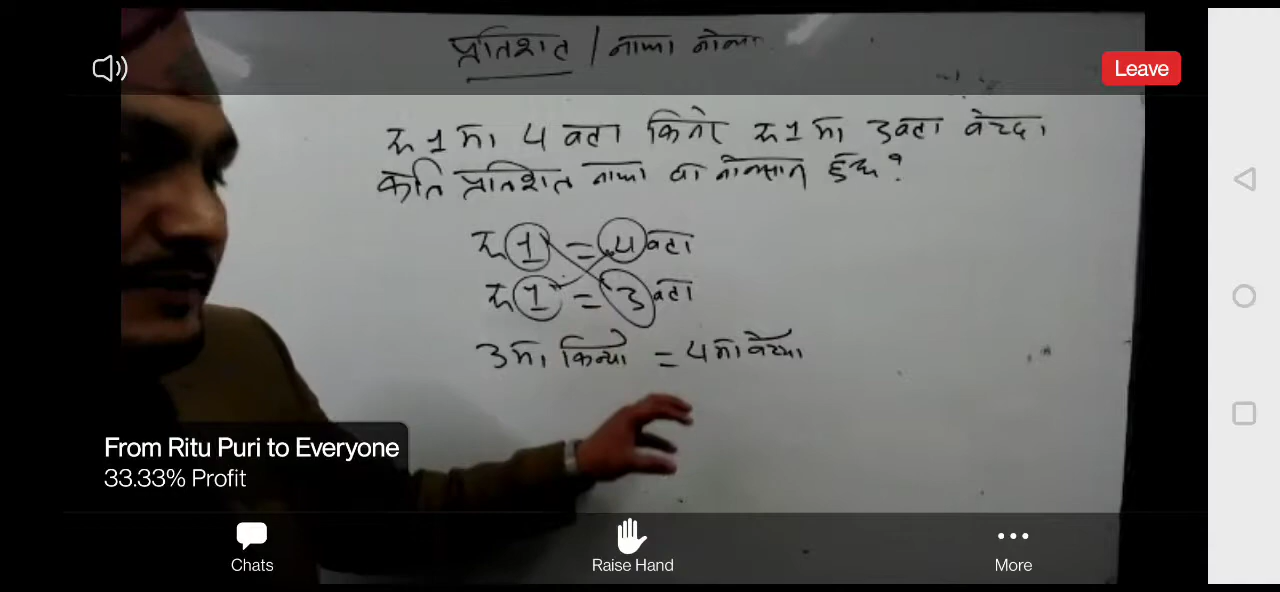 प्रतिशत / नाफा नोक्सा
Leave
रू 1 मा 4 वटा किनेर रू 1 मा 3 वटा बेच्दा
कति प्रतिशत नाफा वा नोक्सान हुन्छ ?
रू 1 = 4 वटा
रू 1 = 3 वटा
3 मा किन्यो = 4 मा बेच्यो
From Ritu Puri to Everyone
33.33% Profit
Chats
Raise Hand
More